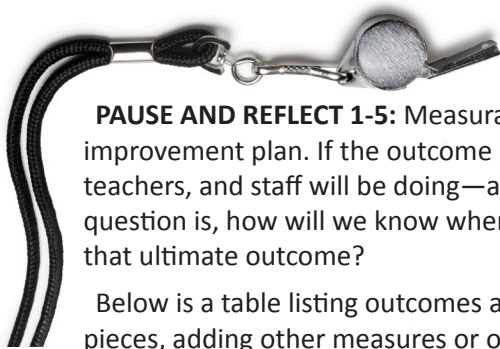 PAUSE AND REFLECT 1-5: Measura
improvement plan. If the outcome
teachers, and staff will be doing—a
question is, how will we know when
that ultimate outcome?
Below is a table listing outcomes a
pieces, adding other measures or o